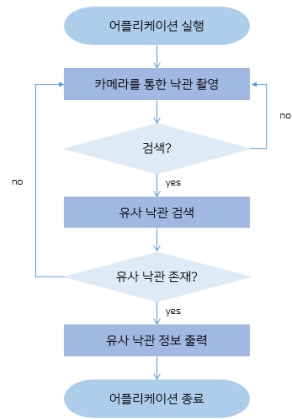 어플리케이션 실행
카메라를 통한 낙관 촬영
no
검색?
yes
no
유사 낙관 검색
유사 낙관 존재?
yes
유사 낙관 정보 출력
어플리케이션 종료